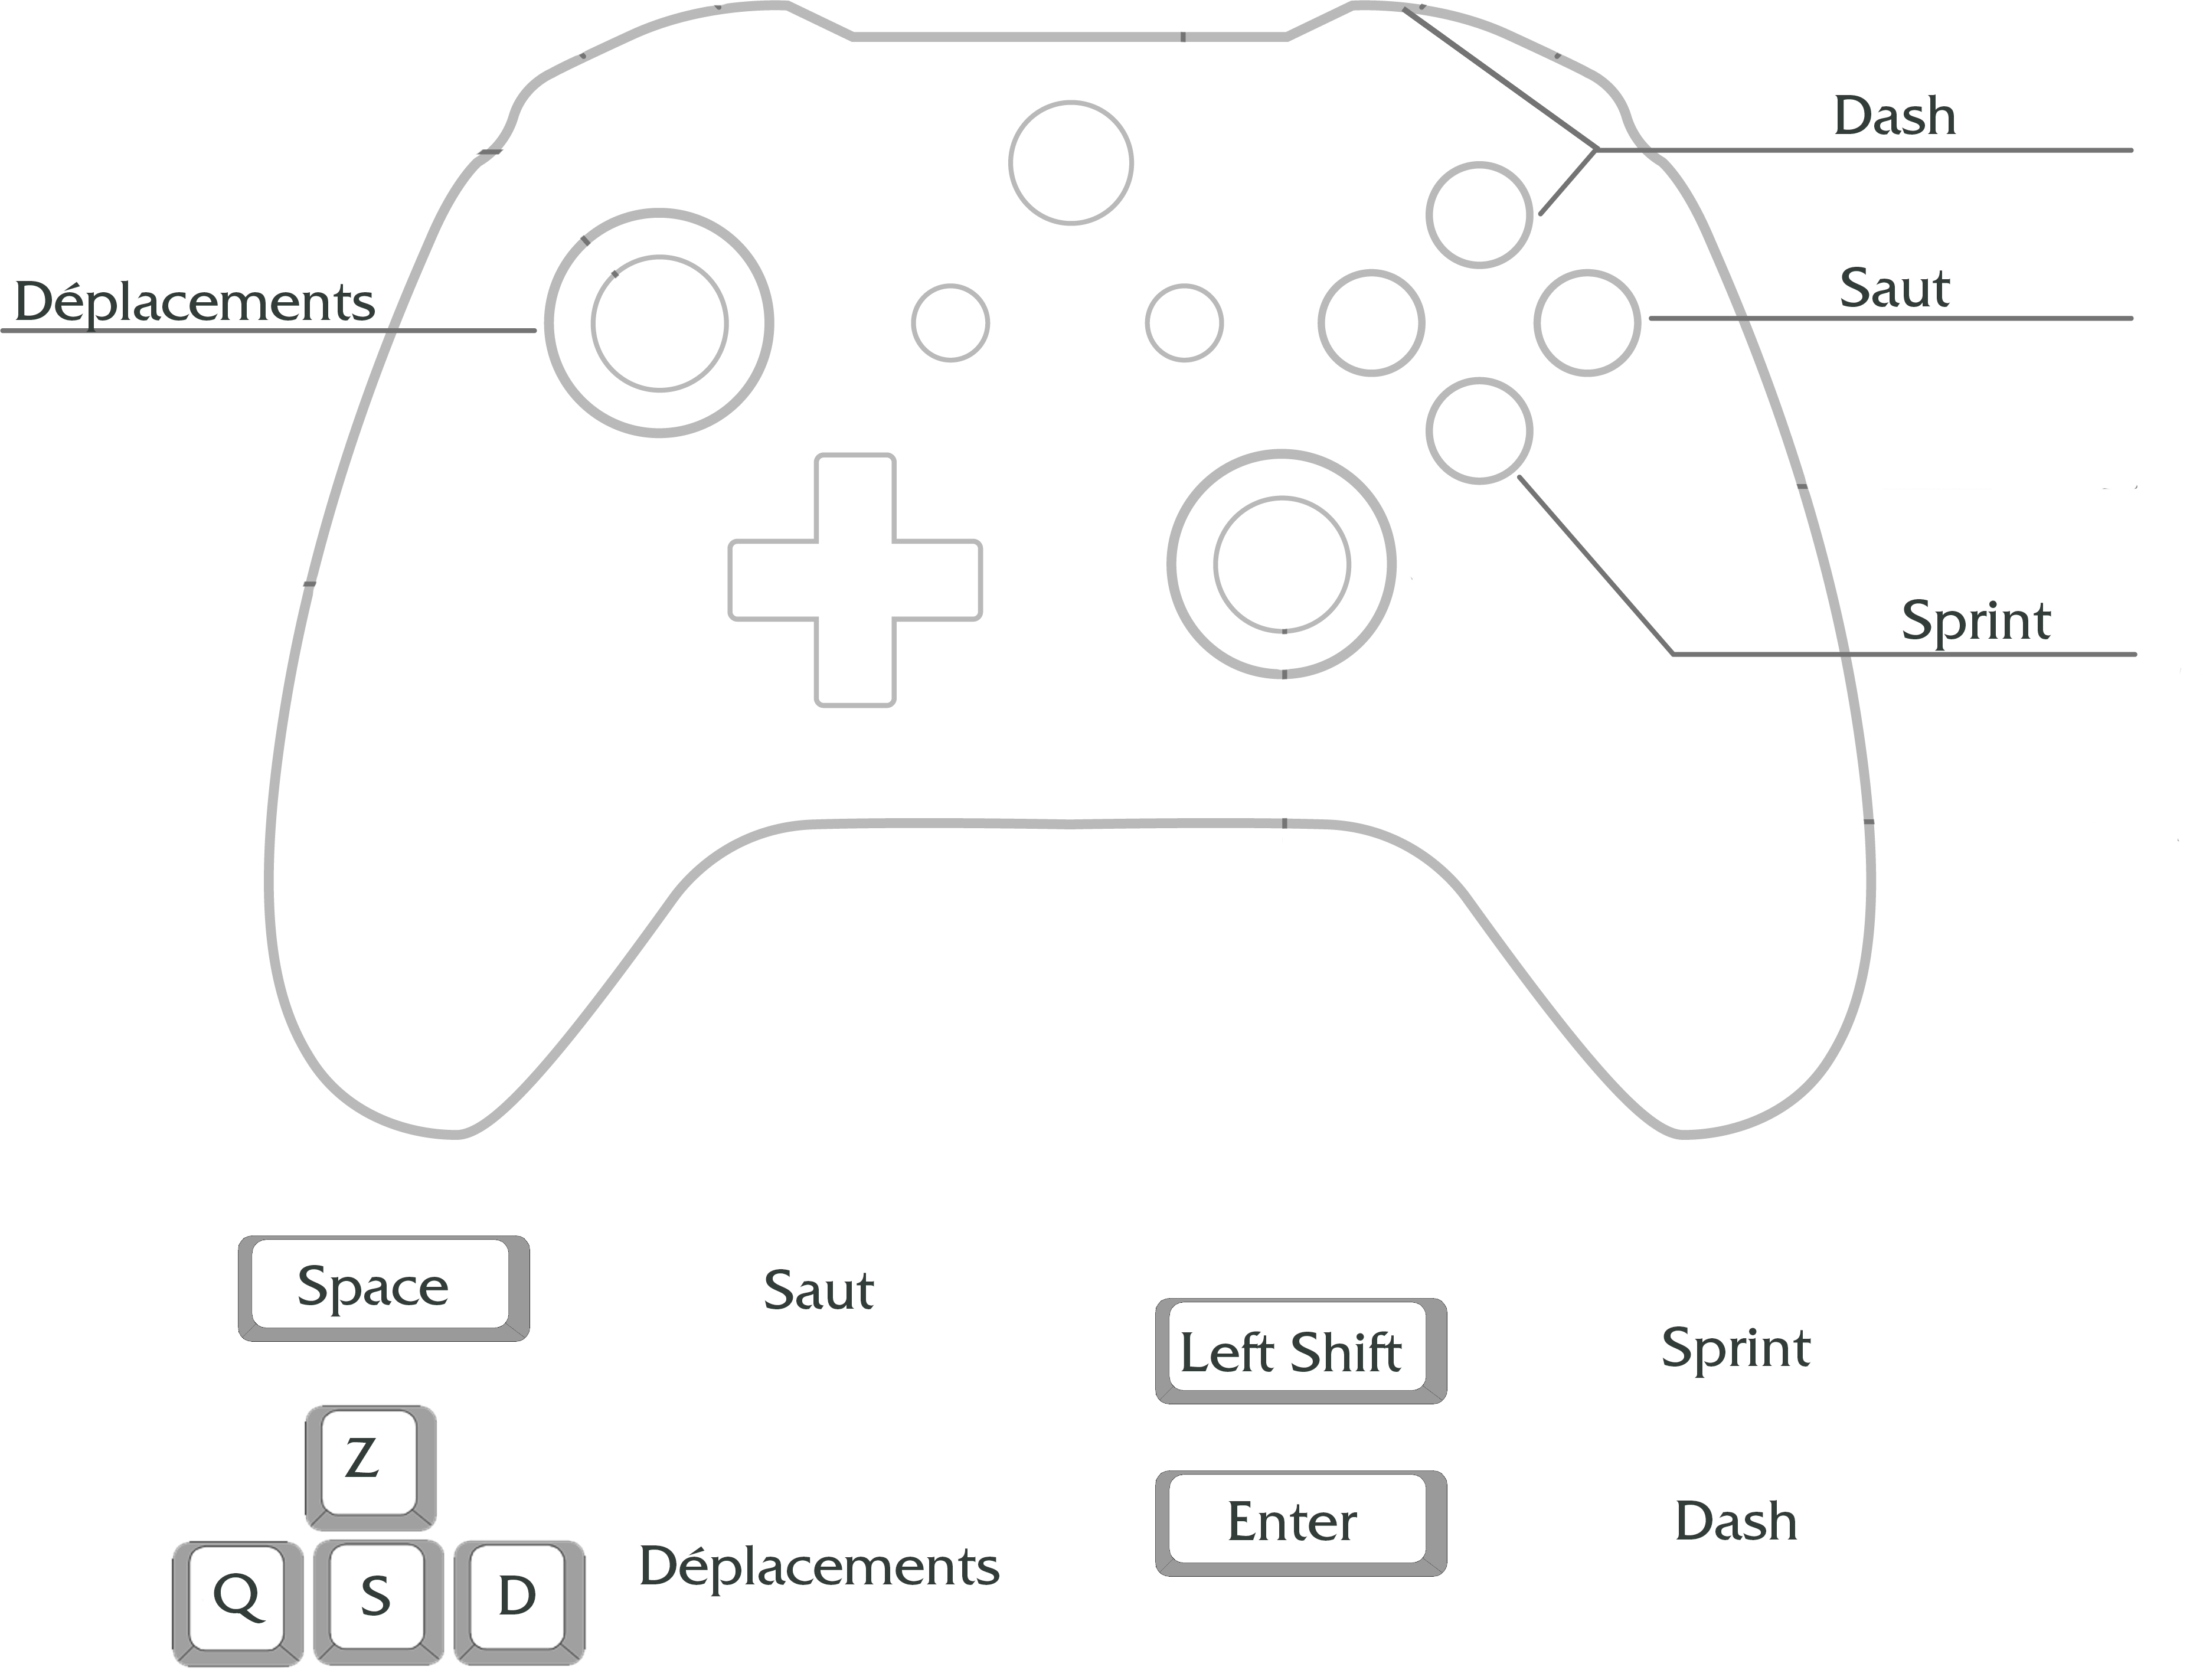 Dash
Saut
Déplacements
Sprint
Space
Saut
Left Shift
Sprint
Z
Enter
Dash
Q
S
D
Déplacements